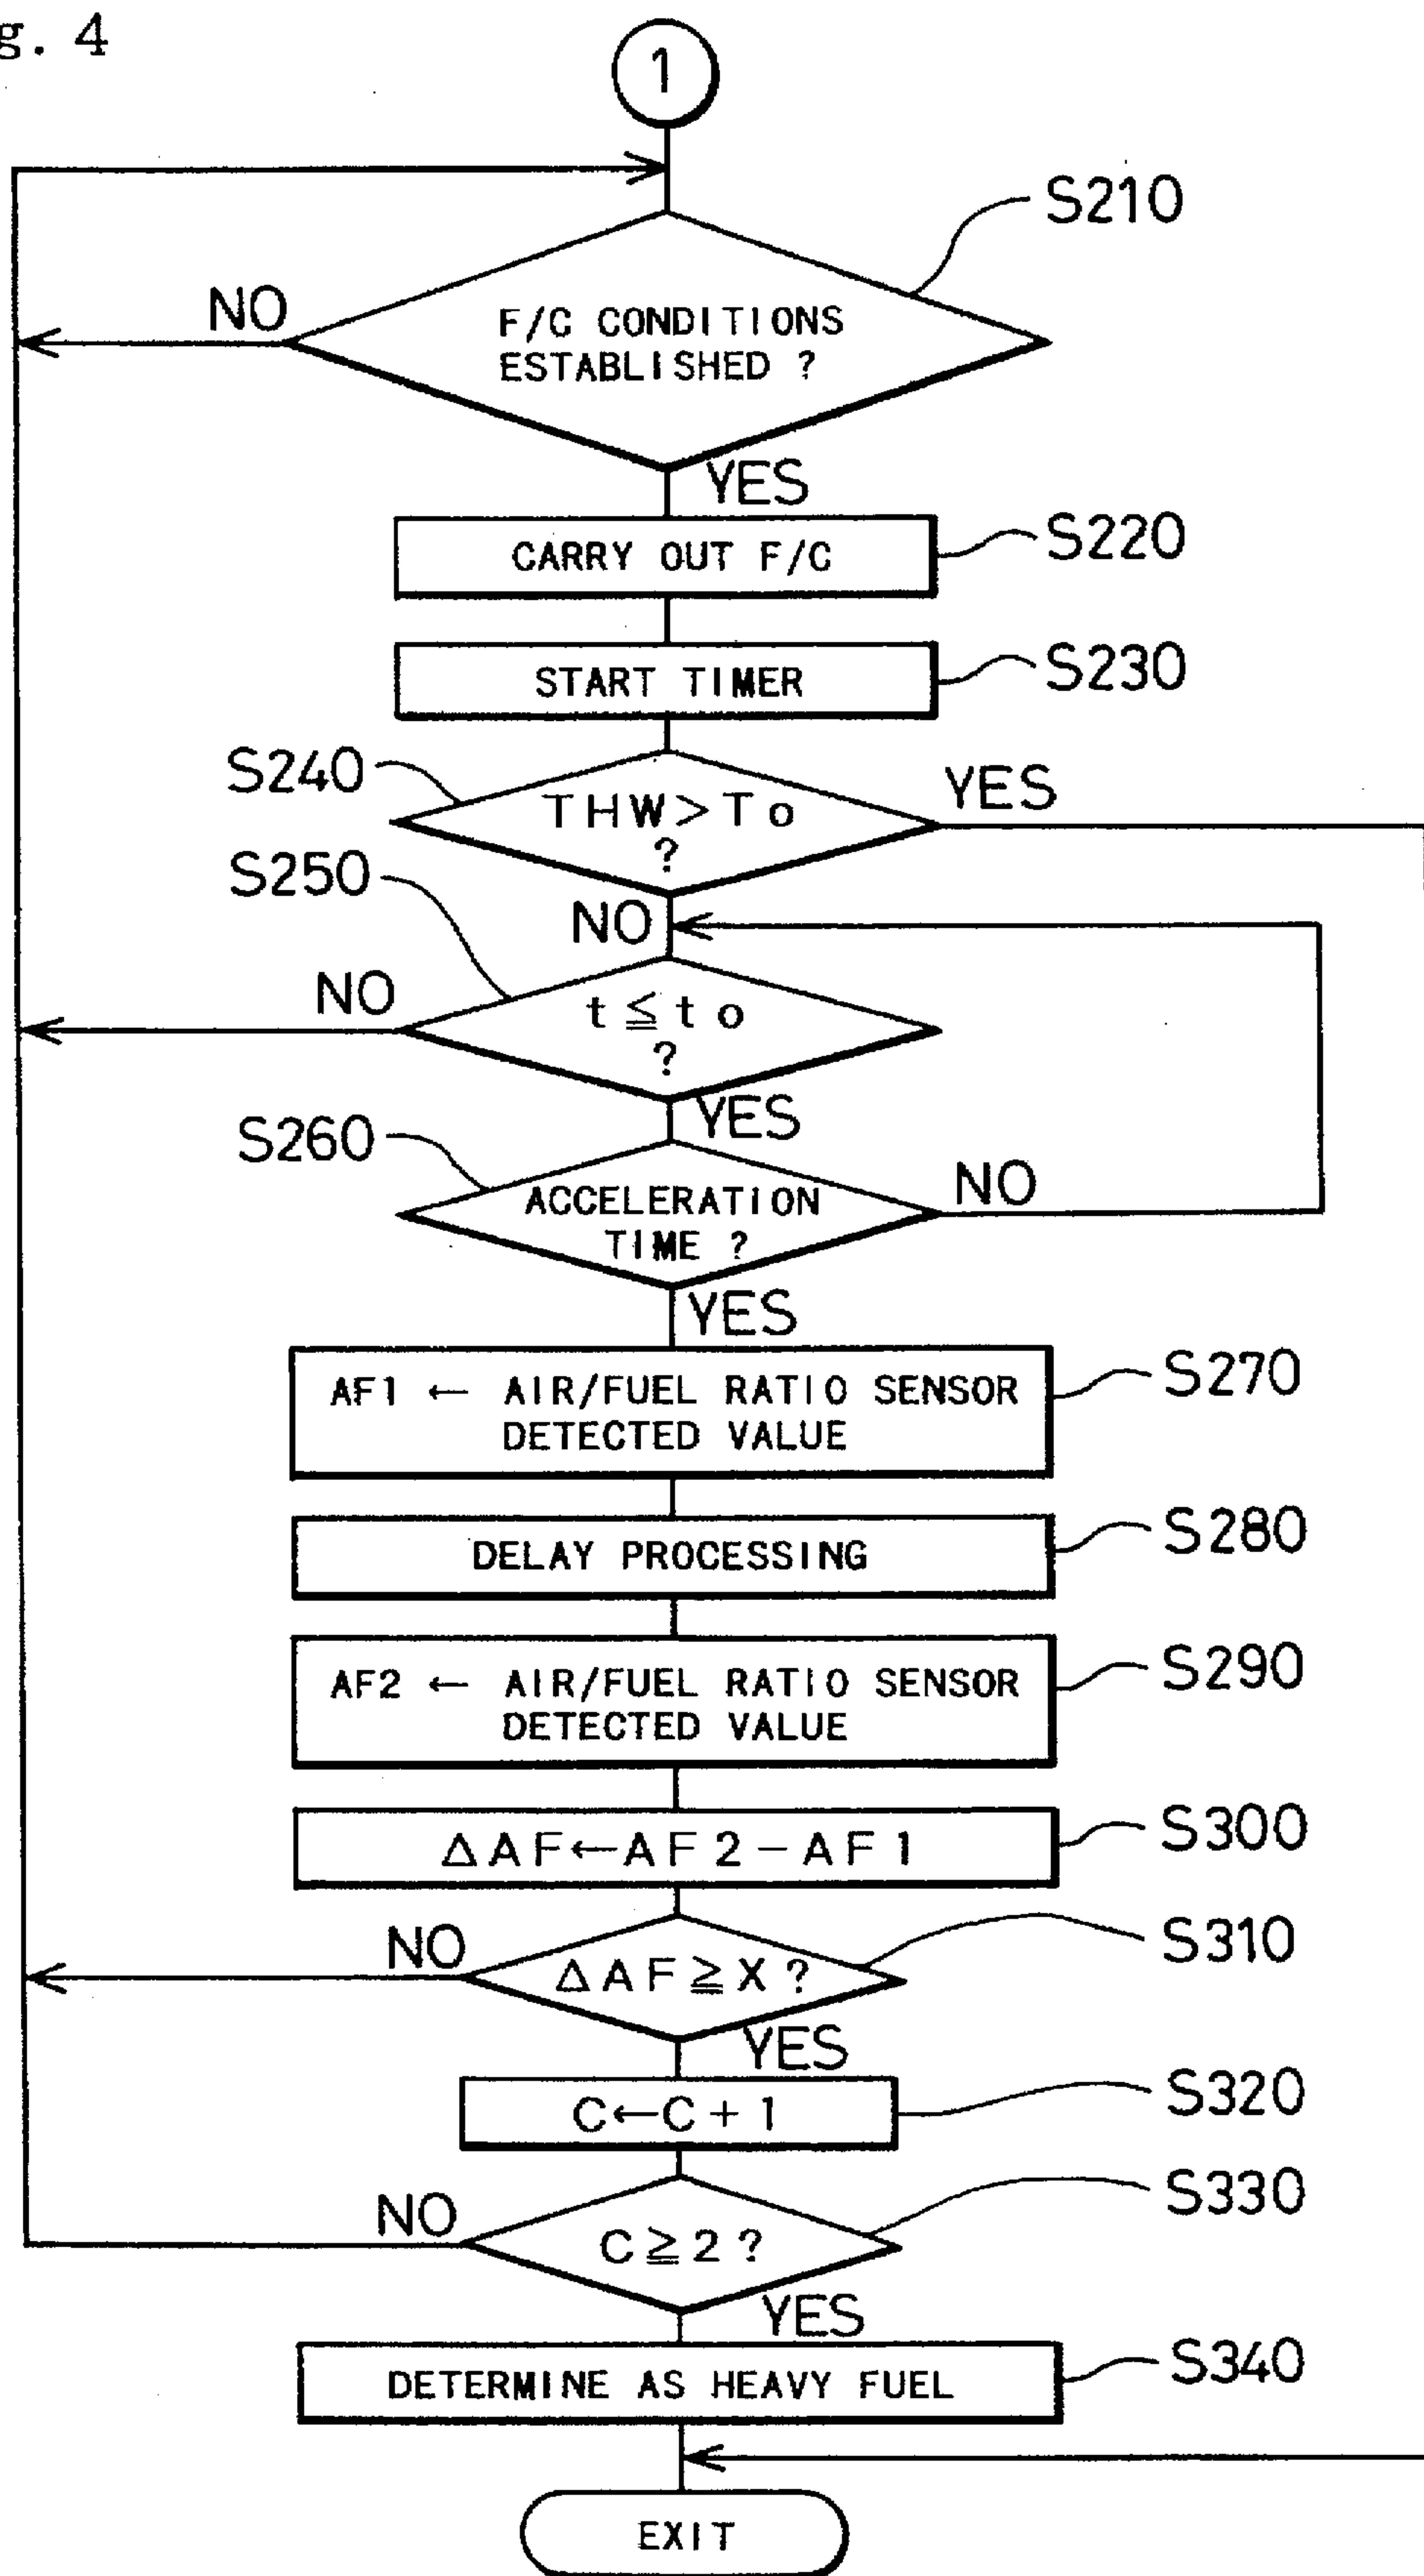 g. 4
1
S210
NO
F/C CONDITIONS
ESTABLISHED ?
YES
CARRY OUT F/C
S220
START TIMER
S230
S240
THW>To
?
YES
S250
NO
NO
t≦to
?
YES
S260
ACCELERATION
TIME ?
NO
YES
AF1 ← AIR/FUEL RATIO SENSOR
DETECTED VALUE
S270
DELAY PROCESSING
S280
AF2 ← AIR/FUEL RATIO SENSOR
DETECTED VALUE
S290
ΔAF←AF2-AF1
S300
NO
ΔAF≧X?
S310
YES
C←C+1
S320
NO
C≧2?
S330
YES
DETERMINE AS HEAVY FUEL
S340
EXIT